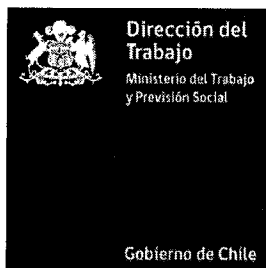 Dirección del
Trabajo
Ministerio del Trabajo
y Previsión Social
Gobierno de Chile